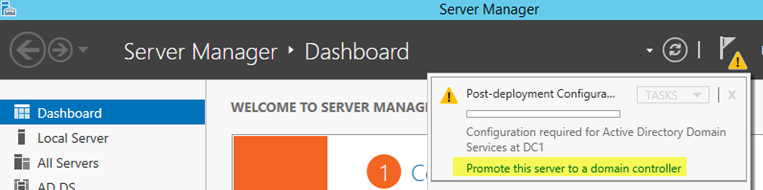 Server Manager
Server Manager ‣ Dashboard
Dashboard
Local Server
All Servers
AD DS
WELCOME TO SERVER MANAG
1
Post-deployment Configura...
TASKS
X
Configuration required for Active Directory Domain
Services at DC1
Promote this server to a domain controller